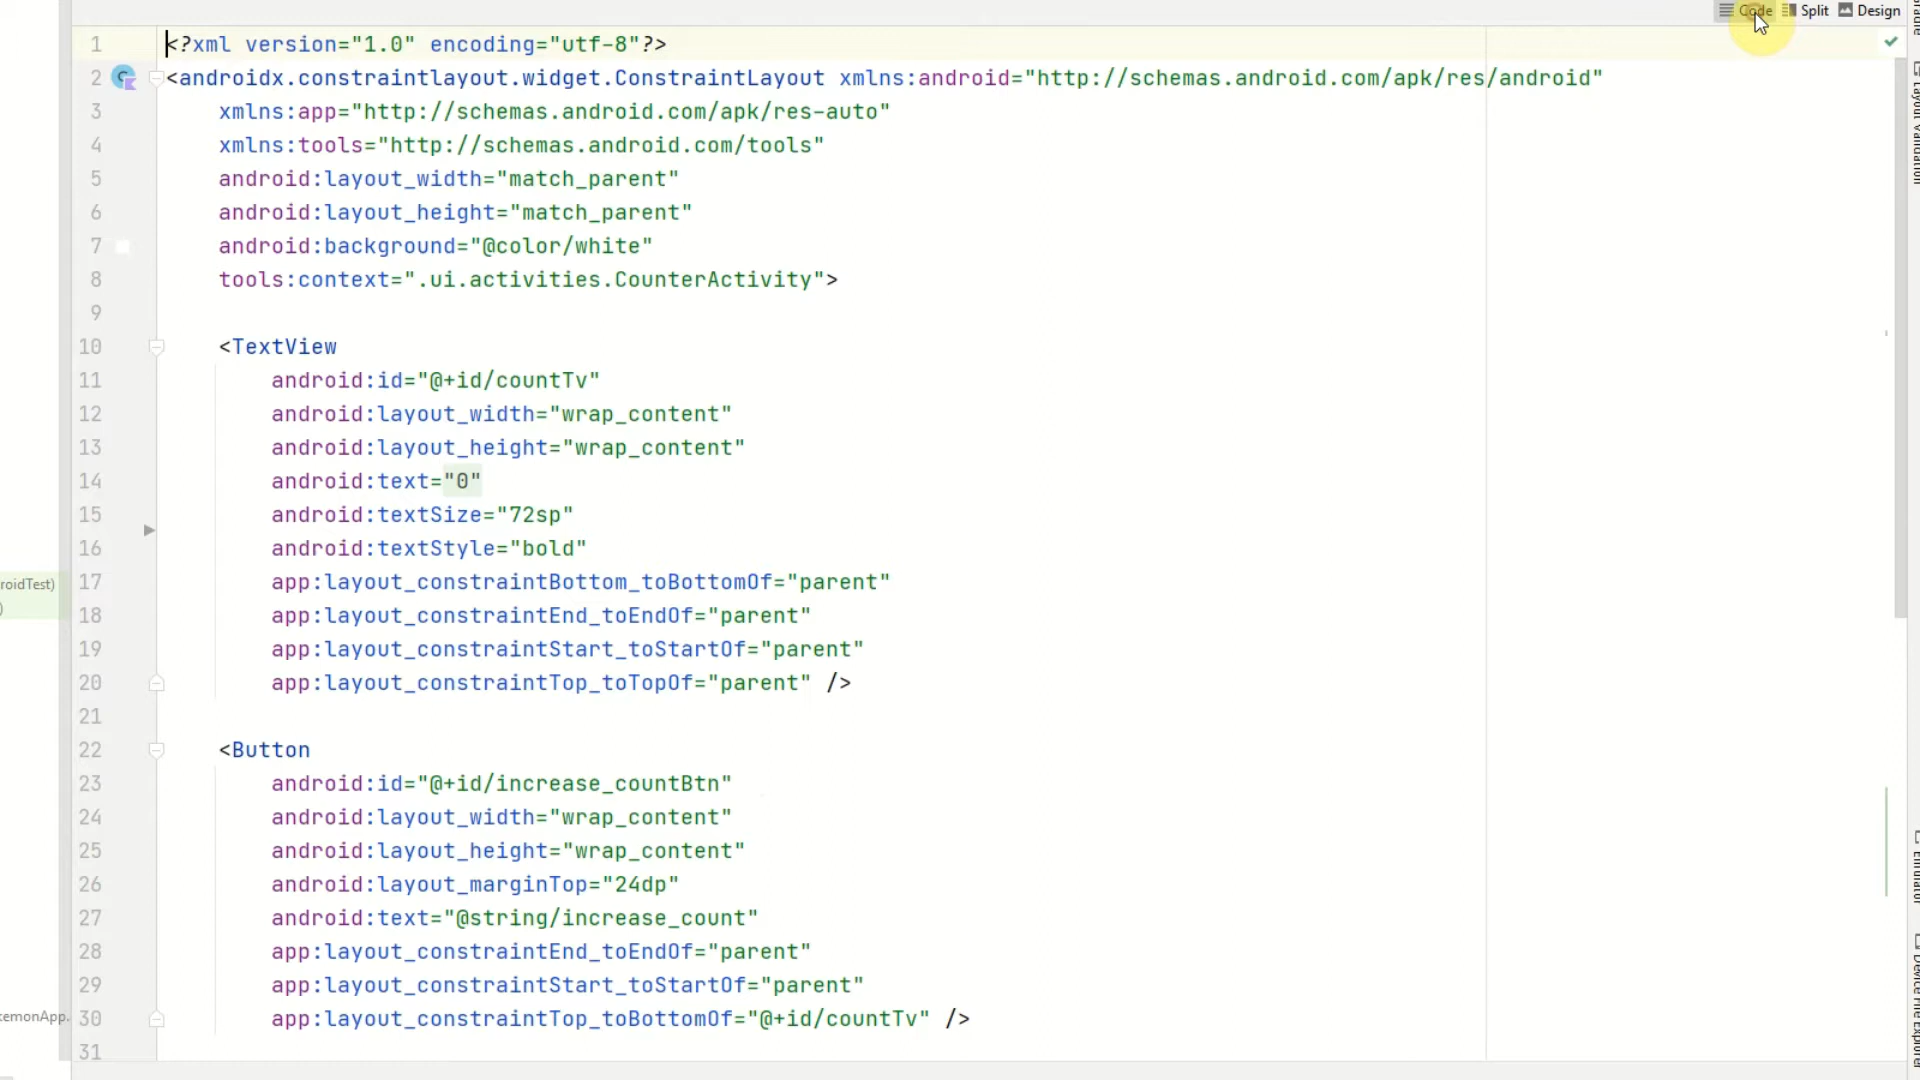 Code Split Design
1 <?xml version="1.0" encoding="utf-8"?>
2 <androidx.constraintlayout.widget.ConstraintLayout xmlns:android="http://schemas.android.com/apk/res/android"
3 xmlns:app="http://schemas.android.com/apk/res-auto"
4 xmlns:tools="http://schemas.android.com/tools"
5 android:layout_width="match_parent"
6 android:layout_height="match_parent"
7 android:background="@color/white"
8 tools:context=".ui.activities.CounterActivity">
9
10 <TextView
11 android:id="@+id/countTv"
12 android:layout_width="wrap_content"
13 android:layout_height="wrap_content"
14 android:text="0"
15 android:textSize="72sp"
16 android:textStyle="bold"
17 app:layout_constraintBottom_toBottomOf="parent"
18 app:layout_constraintEnd_toEndOf="parent"
19 app:layout_constraintStart_toStartOf="parent"
20 app:layout_constraintTop_toTopOf="parent" />
21
22 <Button
23 android:id="@+id/increase_countBtn"
24 android:layout_width="wrap_content"
25 android:layout_height="wrap_content"
26 android:layout_marginTop="24dp"
27 android:text="@string/increase_count"
28 app:layout_constraintEnd_toEndOf="parent"
29 app:layout_constraintStart_toStartOf="parent"
30 app:layout_constraintTop_toBottomOf="@+id/countTv" />
31
roidTest)
)
kemonApp.
Layout Validation
Emulator
Device File Explorer